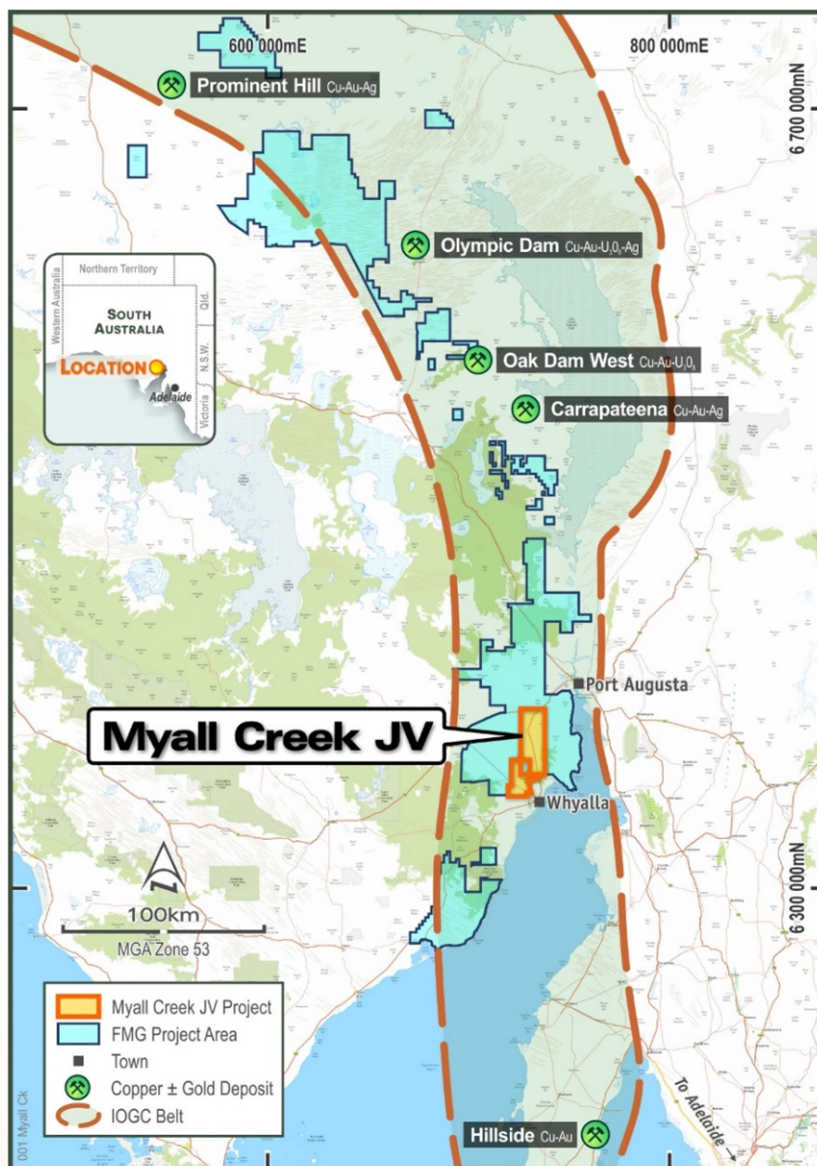 600 000mE
800 000mE
Prominent Hill Cu-Au-Ag
6 700 000mN
Olympic Dam Cu-Au-U₃O₈-Ag
Northern Territory
Western Australia
SOUTH AUSTRALIA
Qld.
N.S.W.
Victoria
LOCATION
Adelaide
Oak Dam West Cu-Au-U₃O₈
Carrapateena Cu-Au-Ag
Port Augusta
Myall Creek JV
Whyalla
N
100km
MGA Zone 53
6 300 000mN
Myall Creek JV Project
FMG Project Area
Town
Copper ± Gold Deposit
IOGC Belt
001 Myall Ck
Hillside Cu-Au
To Adelaide